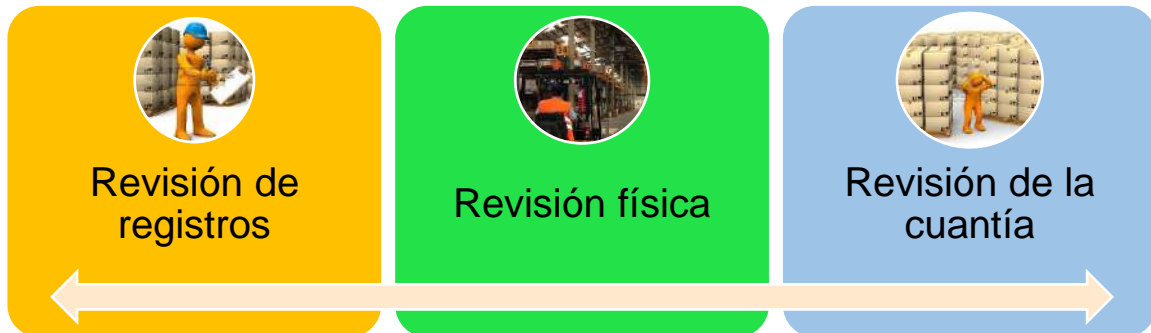 Revisión de
registros
Revisión física
Revisión de la
cuantía